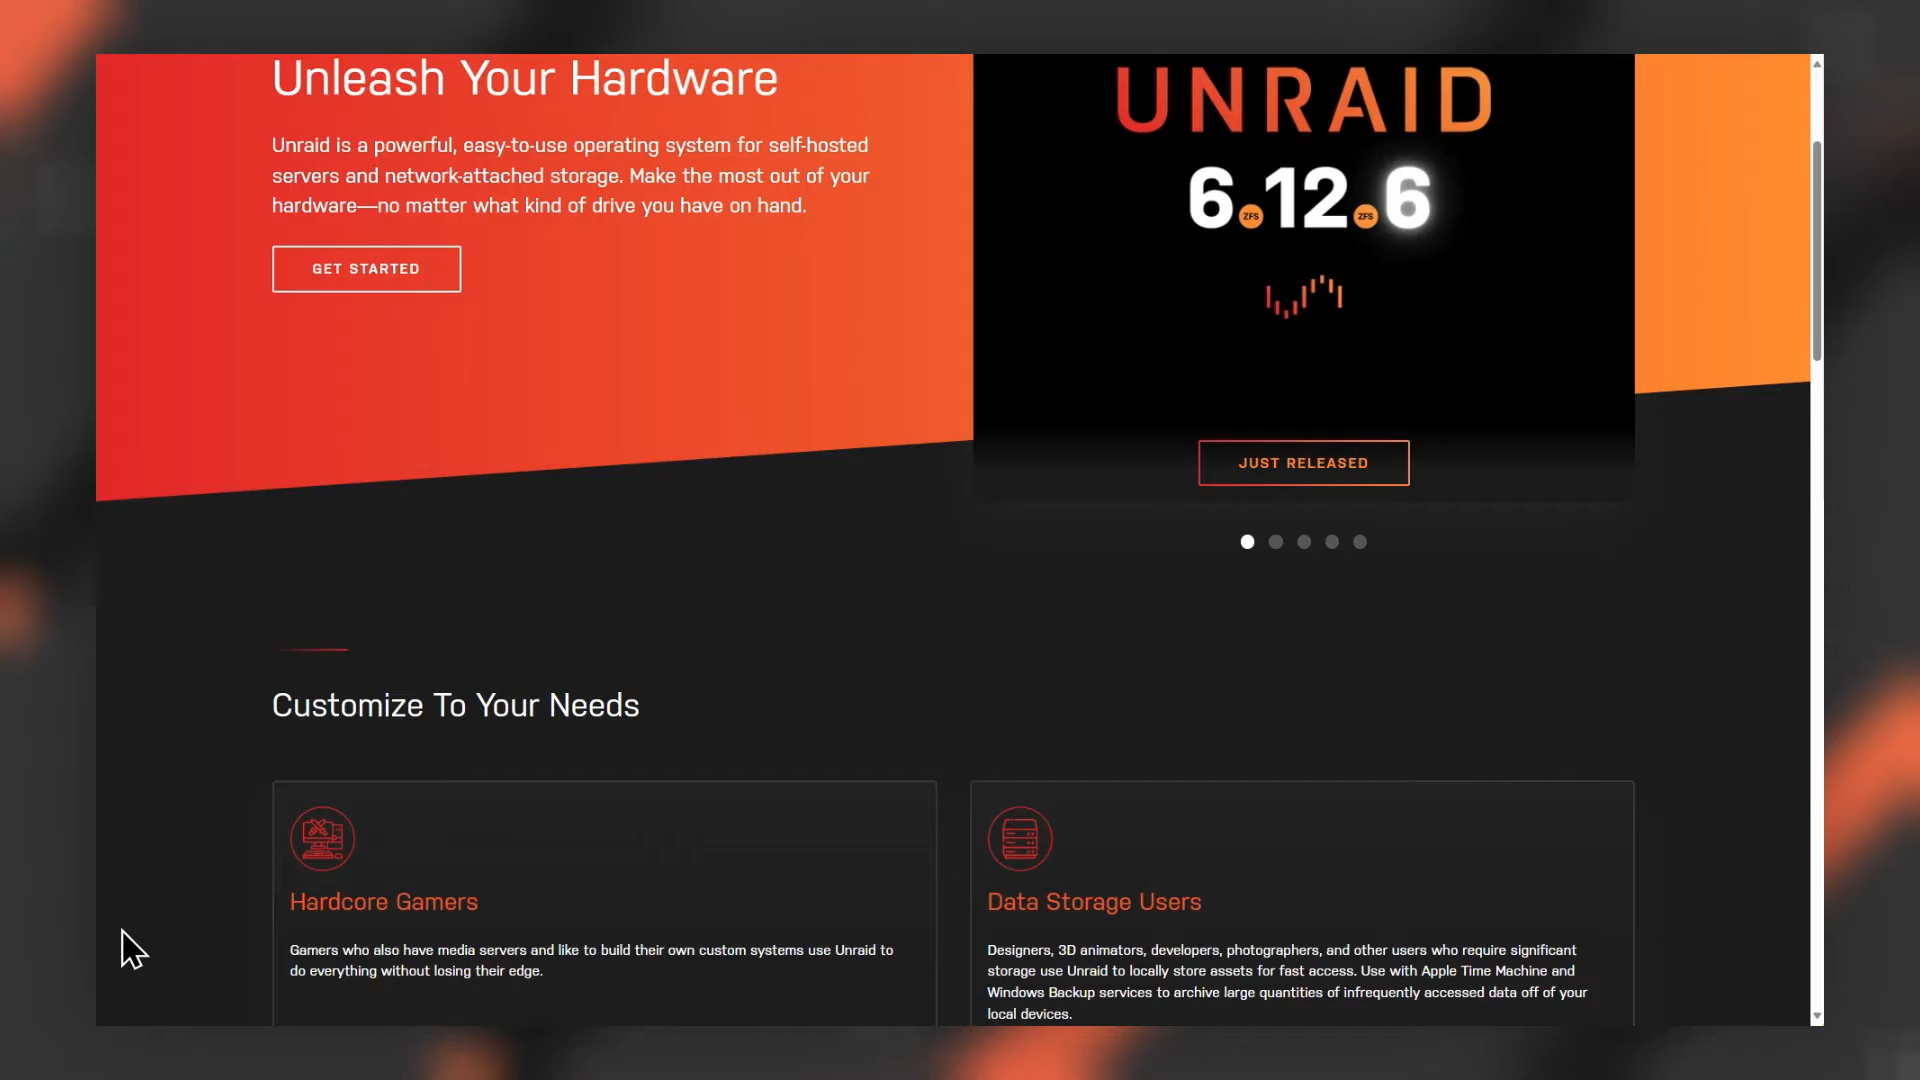 Unleash Your Hardware
Unraid is a powerful, easy-to-use operating system for self-hosted
servers and network-attached storage. Make the most out of your
hardware—no matter what kind of drive you have on hand.
GET STARTED
UNRAID
6.12.6
ZFS ZFS
JUST RELEASED
Customize To Your Needs
Hardcore Gamers
Gamers who also have media servers and like to build their own custom systems use Unraid to
do everything without losing their edge.
Data Storage Users
Designers, 3D animators, developers, photographers, and other users who require significant
storage use Unraid to locally store assets for fast access. Use with Apple Time Machine and
Windows Backup services to archive large quantities of infrequently accessed data off of your
local devices.